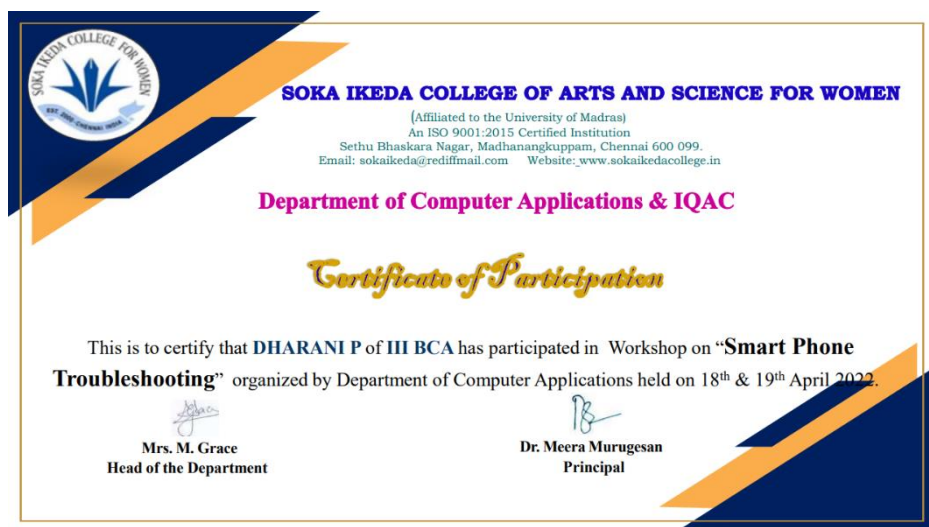 SOKA IKEDA COLLEGE FOR WOMEN
EST. 2000 - CHENNAI INDIA
SOKA IKEDA COLLEGE OF ARTS AND SCIENCE FOR WOMEN
(Affiliated to the University of Madras)
An ISO 9001:2015 Certified Institution
Sethu Bhaskara Nagar, Madhanangkuppam, Chennai 600 099.
Email: sokaikeda@rediffmail.com Website: www.sokaikedacollege.in
Department of Computer Applications & IQAC
Certificate of Participation
This is to certify that DHARANI P of III BCA has participated in Workshop on “Smart Phone
Troubleshooting” organized by Department of Computer Applications held on 18th & 19th April 2022.
Mrs. M. Grace
Head of the Department
Dr. Meera Murugesan
Principal